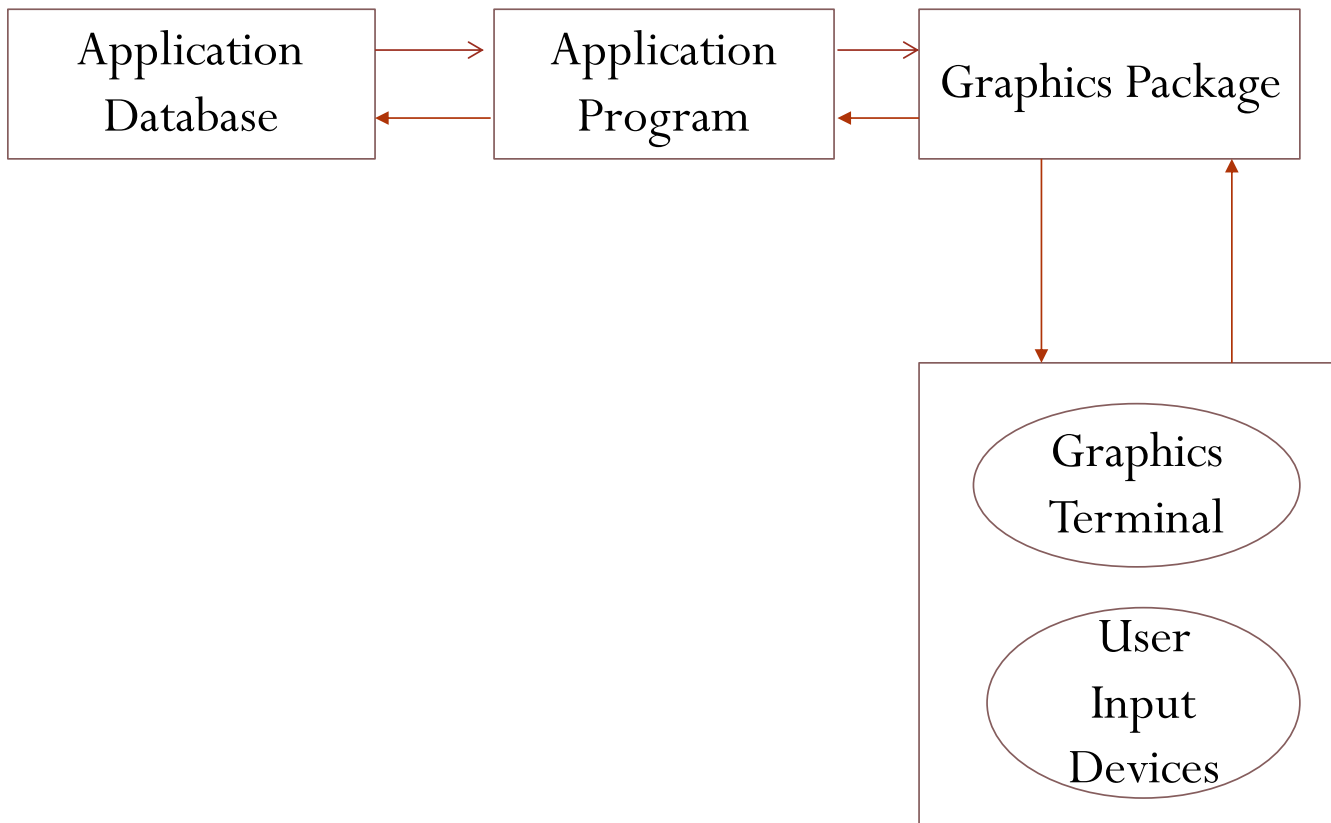 Application
Database
Application
Program
Graphics Package
Graphics
Terminal
User
Input
Devices